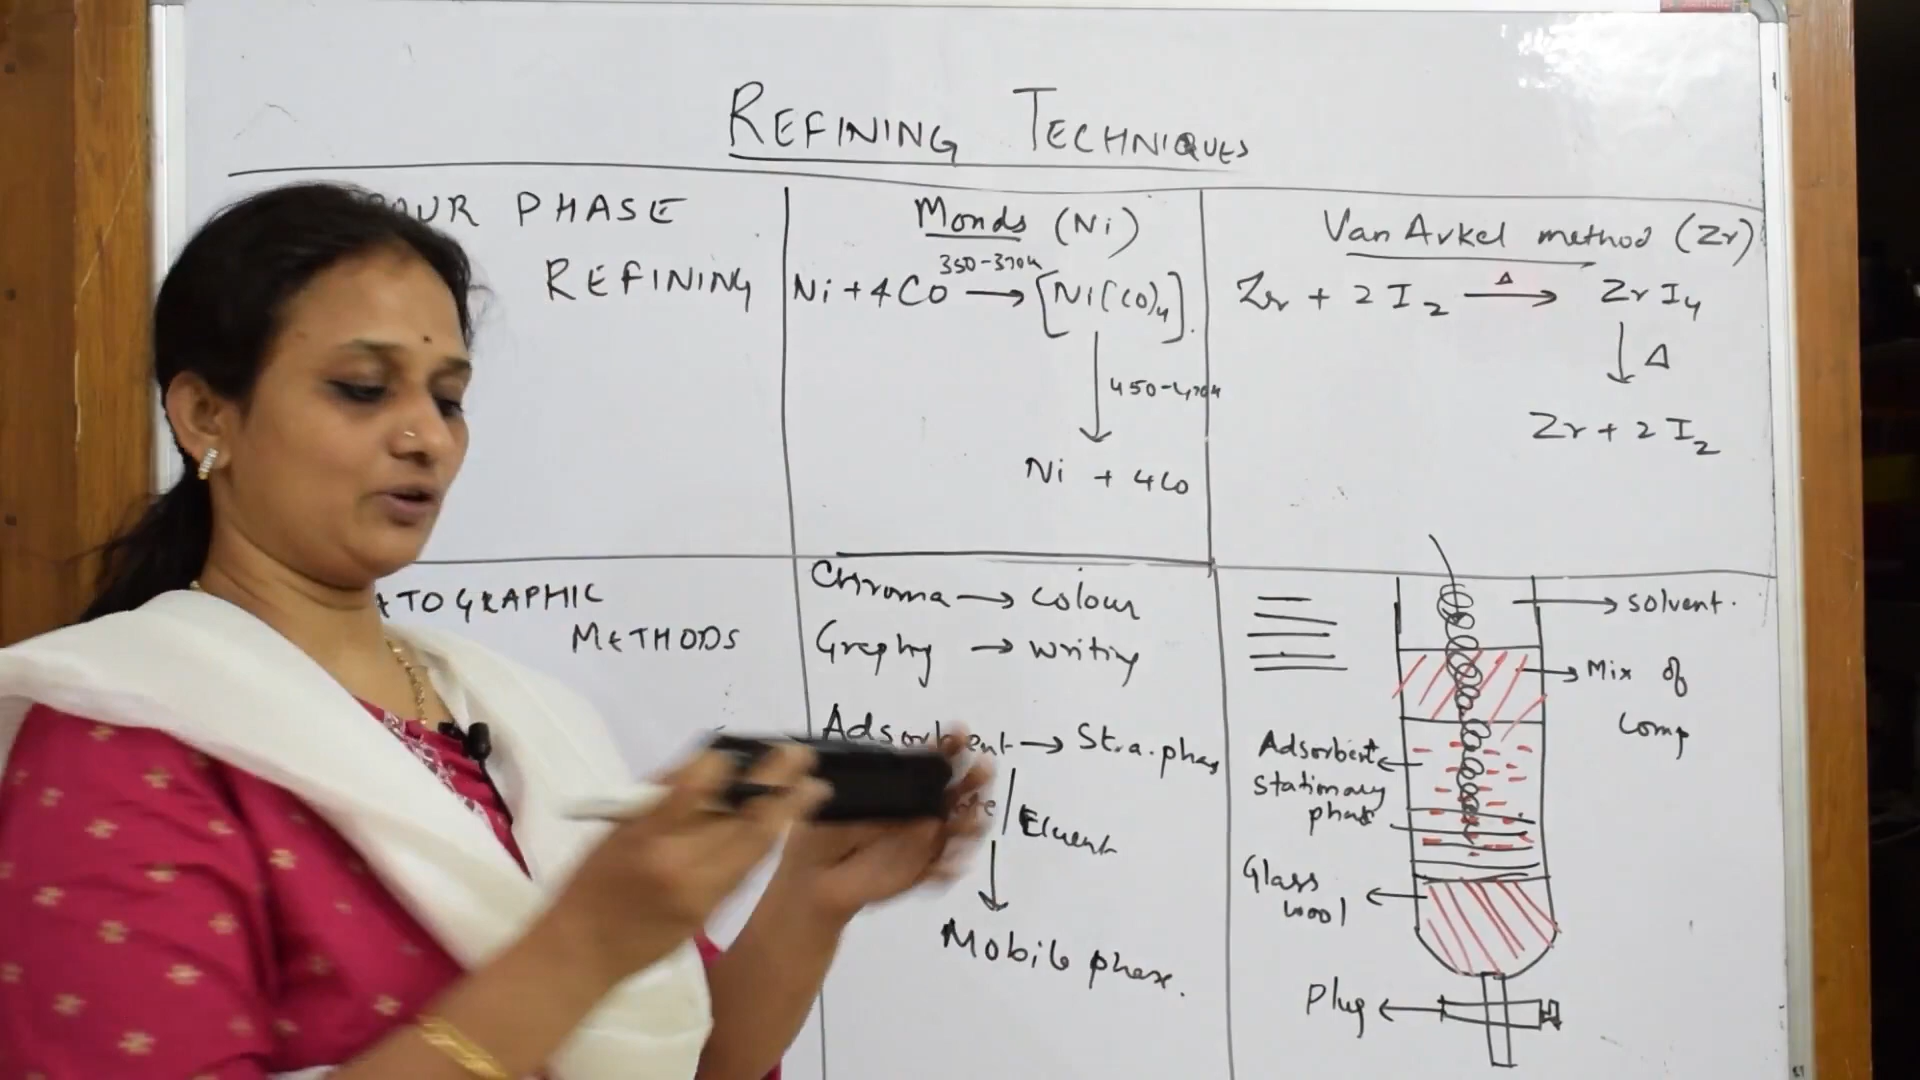 REFINING TECHNIQUES
PHASE
REFINING
Monds (Ni)
350-370K
Ni + 4CO → [Ni(CO)4].
450-470K
Ni + 4CO
Van Arkel method (Zr)
Zr + 2I2 Δ→ ZrI4
↓ Δ
Zr + 2I2
ATOGRAPHIC
METHODS
Chroma → colour
Graphy → writing
Adsorbent → Sta. phas
/ Eluent
↓
Mobile phase.
→ solvent.
→ Mix of
Comp
Adsorbent ←
stationary
phase
Glass ←
wool
Plug ←